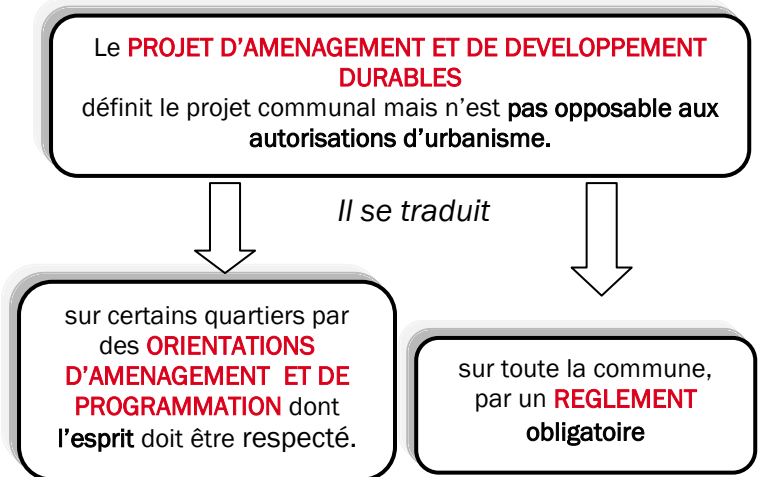 Le PROJET D'AMENAGEMENT ET DE DEVELOPPEMENT
DURABLES
définit le projet communal mais n'est pas opposable aux
autorisations d'urbanisme.
Il se traduit
sur certains quartiers par
des ORIENTATIONS
D'AMENAGEMENT ET DE
PROGRAMMATION dont
l'esprit doit être respecté.
sur toute la commune,
par un REGLEMENT
obligatoire